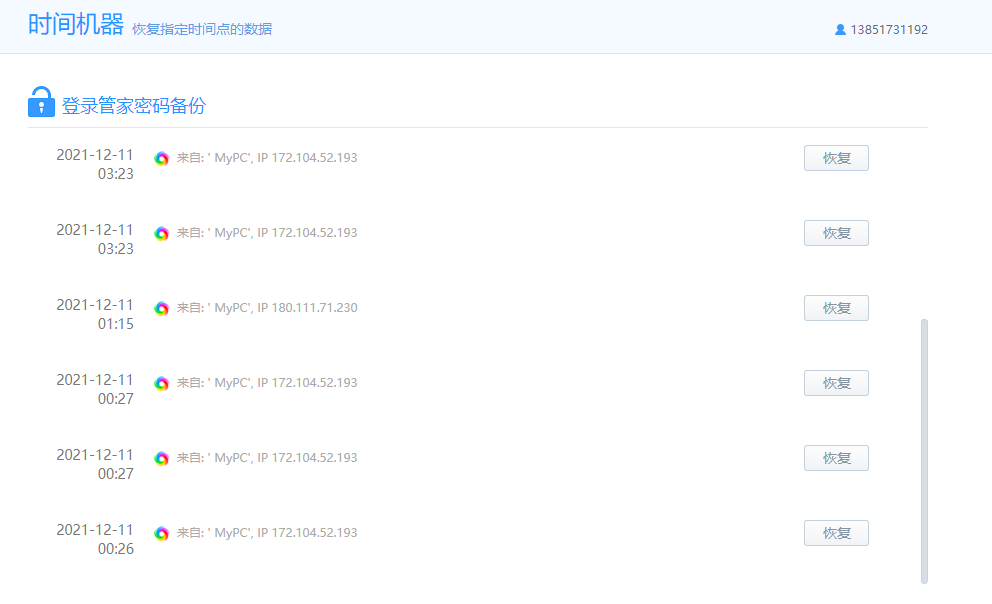 时间机器 恢复指定时间点的数据 13851731192
登录管家密码备份
2021-12-11 来自: ' MyPC', IP 172.104.52.193 恢复
03:23
2021-12-11 来自: ' MyPC', IP 172.104.52.193 恢复
03:23
2021-12-11 来自: ' MyPC', IP 180.111.71.230 恢复
01:15
2021-12-11 来自: ' MyPC', IP 172.104.52.193 恢复
00:27
2021-12-11 来自: ' MyPC', IP 172.104.52.193 恢复
00:27
2021-12-11 来自: ' MyPC', IP 172.104.52.193 恢复
00:26